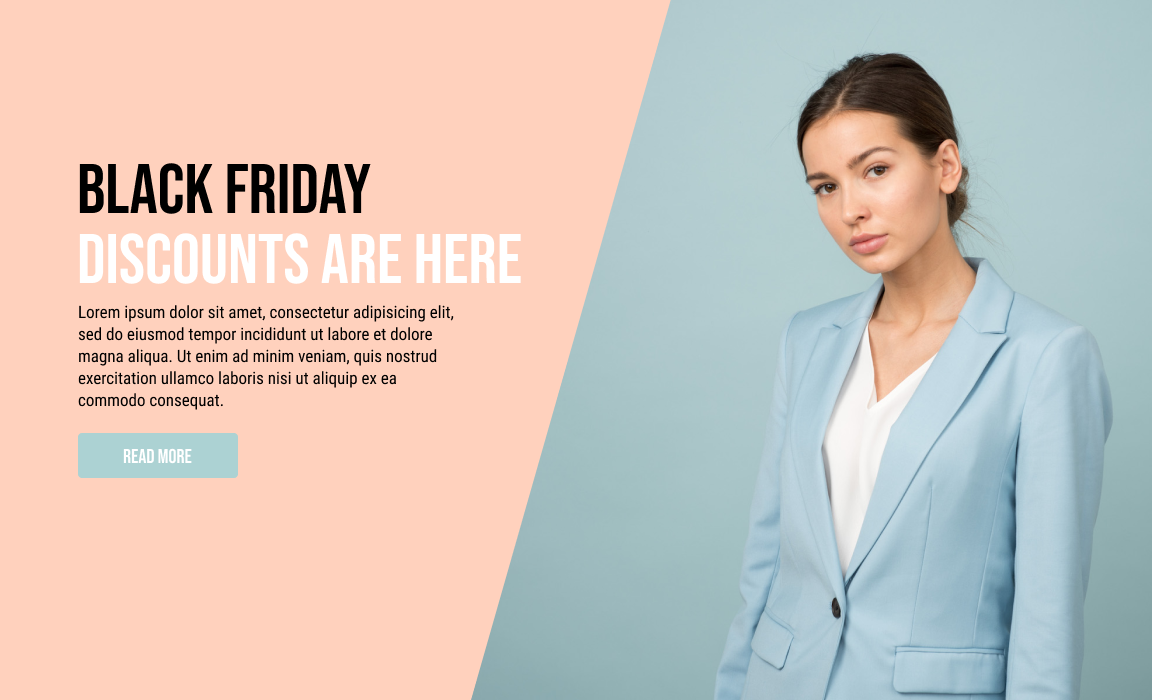 BLACK FRIDAY
DISCOUNTS ARE HERE
Lorem ipsum dolor sit amet, consectetur adipisicing elit,
sed do eiusmod tempor incididunt ut labore et dolore
magna aliqua. Ut enim ad minim veniam, quis nostrud
exercitation ullamco laboris nisi ut aliquip ex ea
commodo consequat.
READ MORE